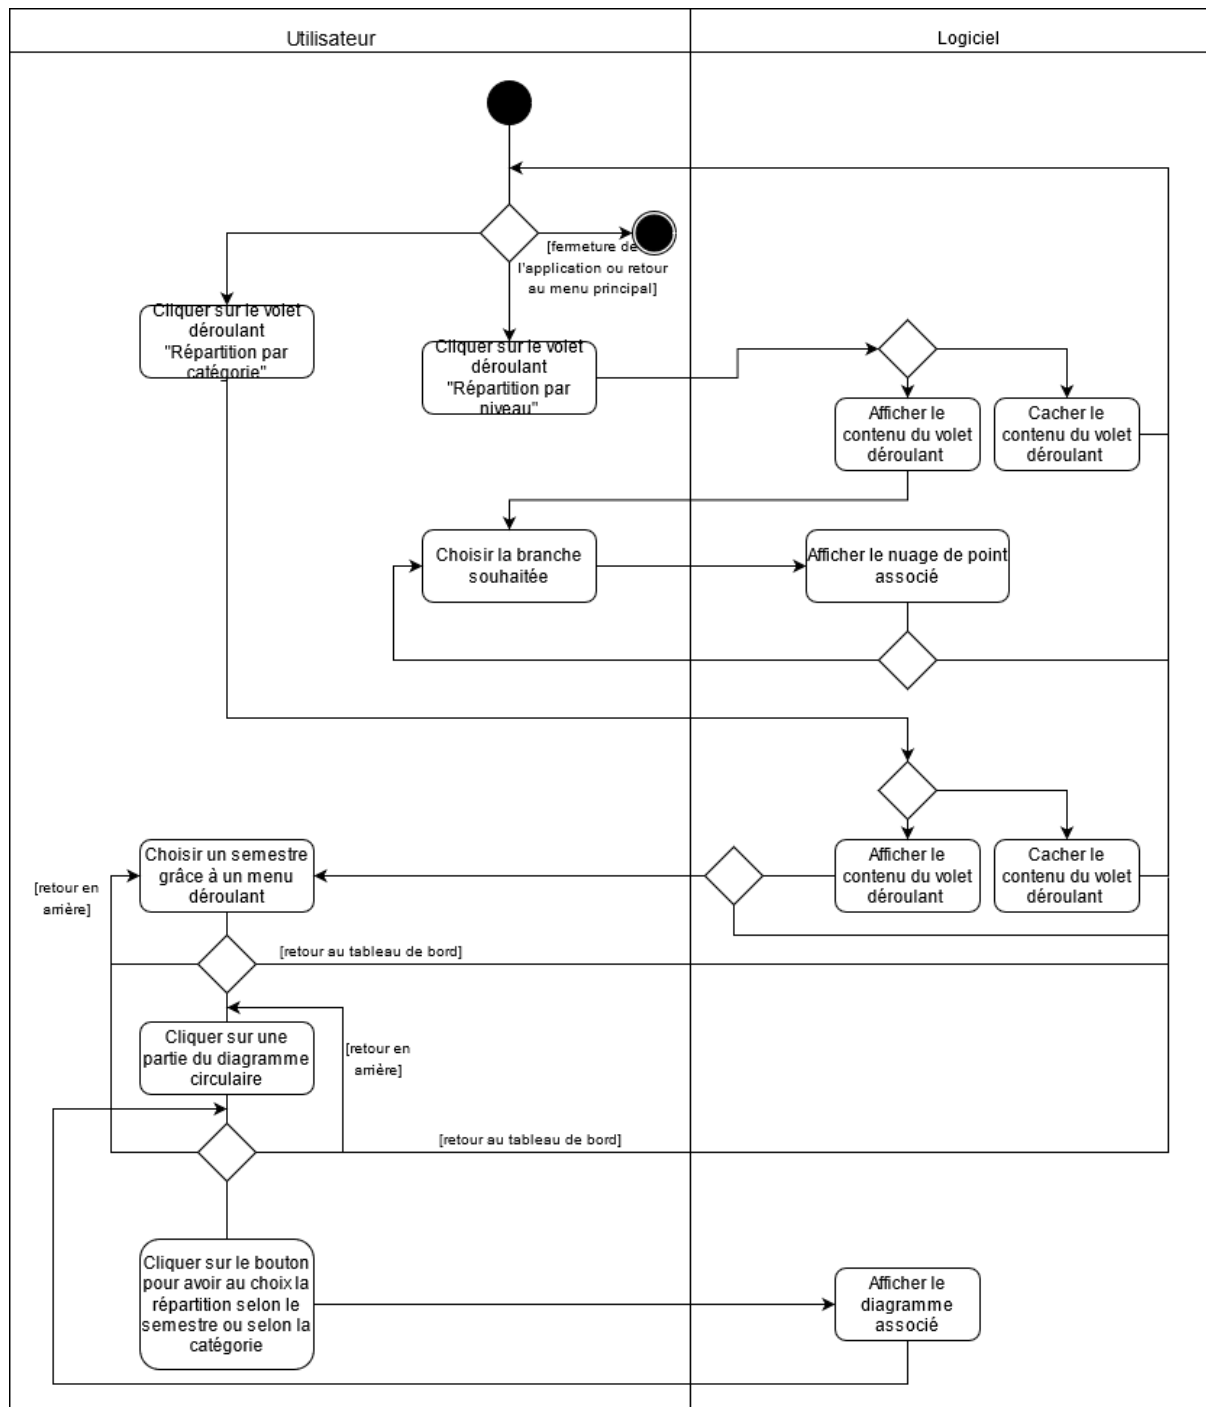 Utilisateur
Logiciel
[fermeture de
l'application ou retour
au menu principal]
Cliquer sur le volet
déroulant
"Répartition par
catégorie"
Cliquer sur le volet
déroulant
"Répartition par
niveau"
Afficher le
contenu du volet
déroulant
Cacher le
contenu du volet
déroulant
Choisir la branche
souhaitée
Afficher le nuage de point
associé
Choisir un semestre
grâce à un menu
déroulant
Afficher le
contenu du volet
déroulant
Cacher le
contenu du volet
déroulant
[retour en
arrière]
[retour au tableau de bord]
Cliquer sur une
partie du diagramme
circulaire
[retour en
arrière]
[retour au tableau de bord]
Cliquer sur le bouton
pour avoir au choix la
répartition selon le
semestre ou selon la
catégorie
Afficher le
diagramme
associé